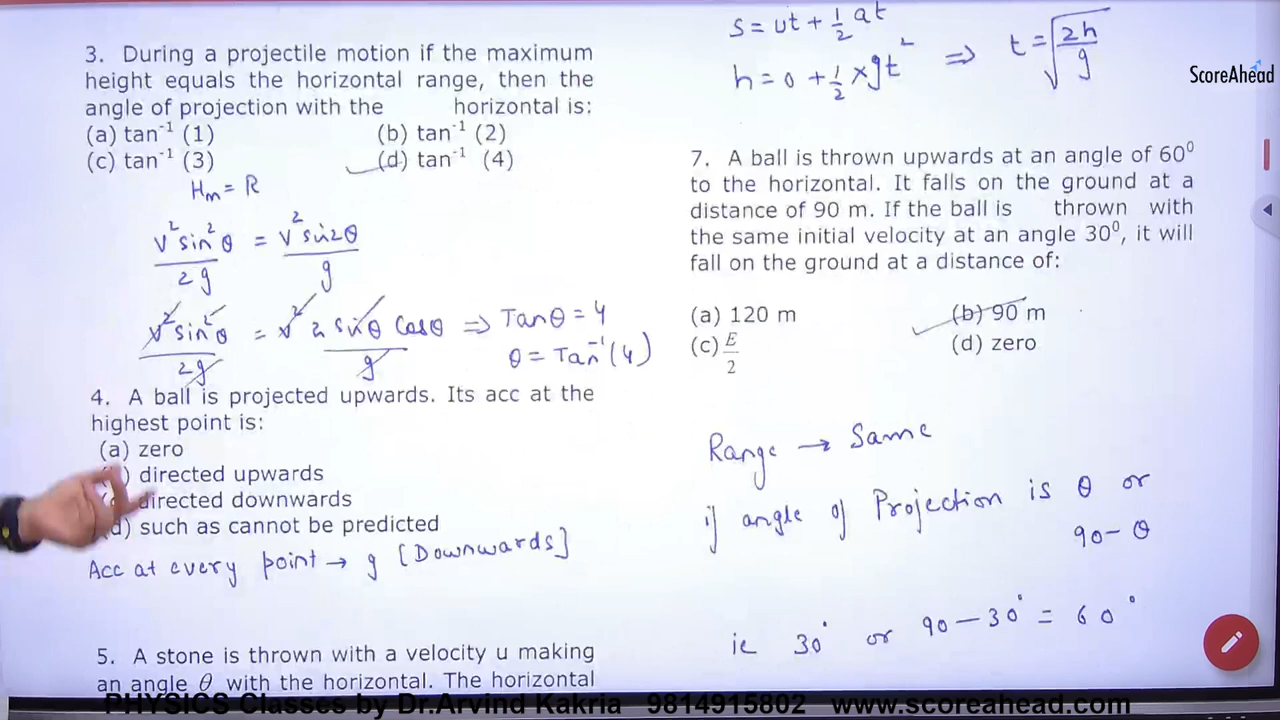 3. During a projectile motion if the maximum
height equals the horizontal range, then the
angle of projection with the horizontal is:
(a) tan⁻¹ (1) (b) tan⁻¹ (2)
(c) tan⁻¹ (3) (d) tan⁻¹ (4)
Hm = R
v² sin² θ / 2g = v² sin2θ / g
v² sin² θ / 2g = v² 2 sinθ Cosθ / g ⇒ Tanθ = 4
θ = Tan⁻¹(4)
4. A ball is projected upwards. Its acc at the
highest point is:
(a) zero
) directed upwards
directed downwards
(d) such as cannot be predicted
Acc at every point → g [Downwards]
5. A stone is thrown with a velocity u making
an angle θ with the horizontal. The horizontal
s = ut + 1/2 at
h = 0 + 1/2 × gt² ⇒ t = √2h/g
ScoreAhead
7. A ball is thrown upwards at an angle of 60⁰
to the horizontal. It falls on the ground at a
distance of 90 m. If the ball is thrown with
the same initial velocity at an angle 30⁰, it will
fall on the ground at a distance of:
(a) 120 m (b) 90 m
(c) E/2 (d) zero
Range → Same
if angle of Projection is θ or
90 - θ
ie 30° or 90 - 30° = 60°
PHYSICS Classes by Dr.Arvind Kakria 9814915802 www.scoreahead.com